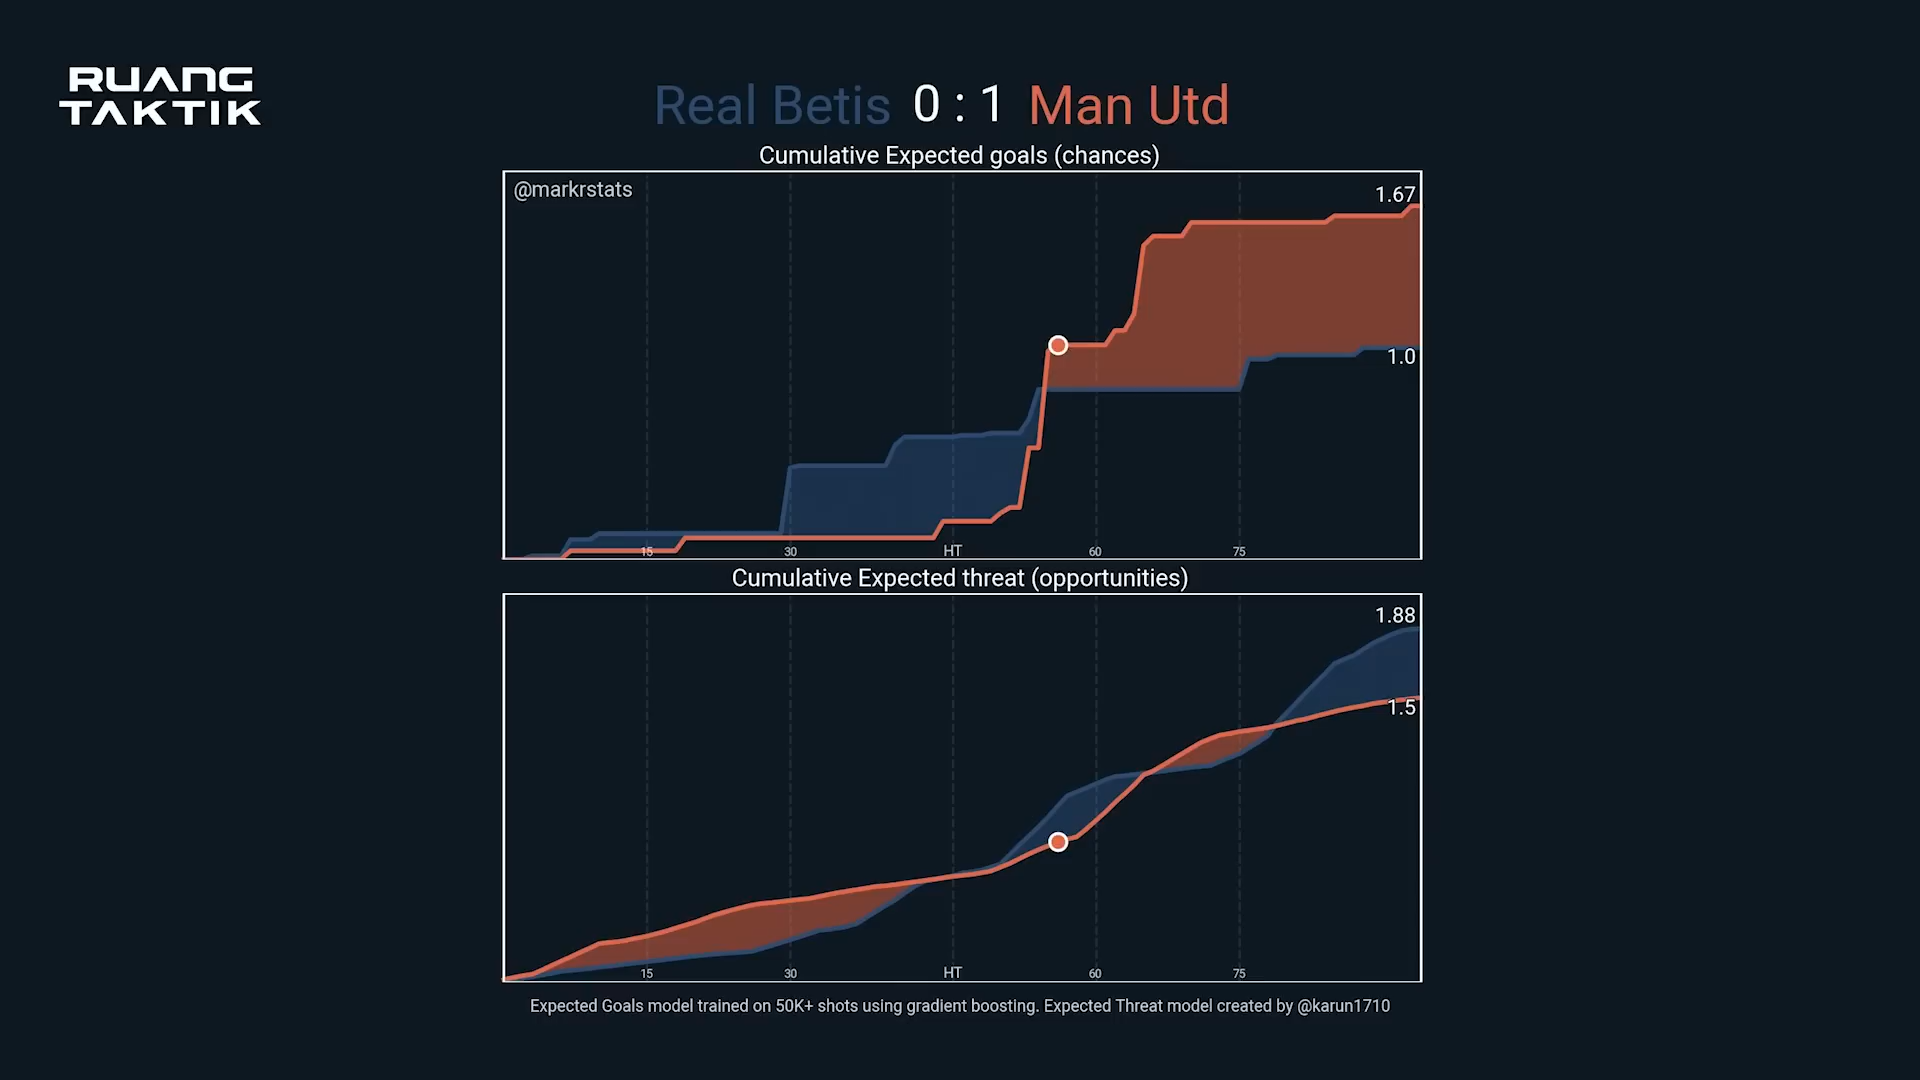 RUANG
TAKTIK
Real Betis 0 : 1 Man Utd
Cumulative Expected goals (chances)
@markrstats
1.67
1.0
15 30 HT 60 75
Cumulative Expected threat (opportunities)
1.88
1.5
15 30 HT 60 75
Expected Goals model trained on 50K+ shots using gradient boosting. Expected Threat model created by @karun1710